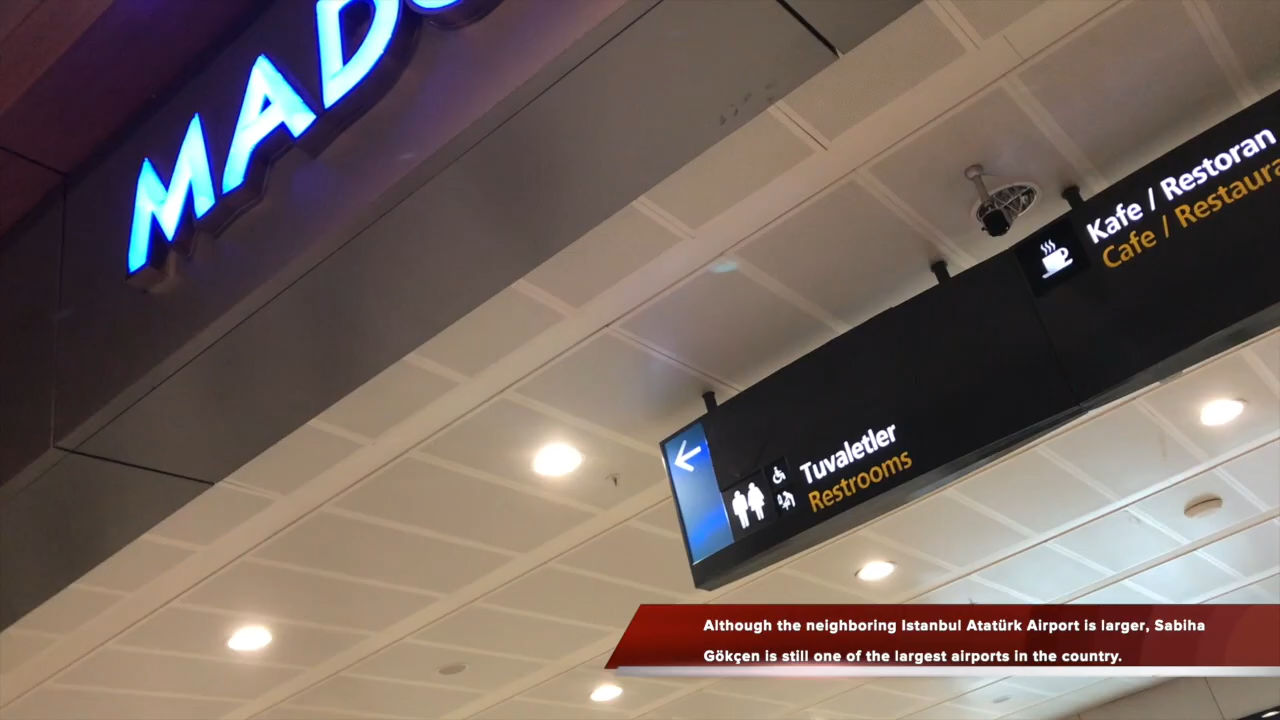 MADO
Kafe / Restoran
Cafe / Restaura
Tuvaletler
Restrooms
Although the neighboring Istanbul Atatürk Airport is larger, Sabiha
Gökçen is still one of the largest airports in the country.